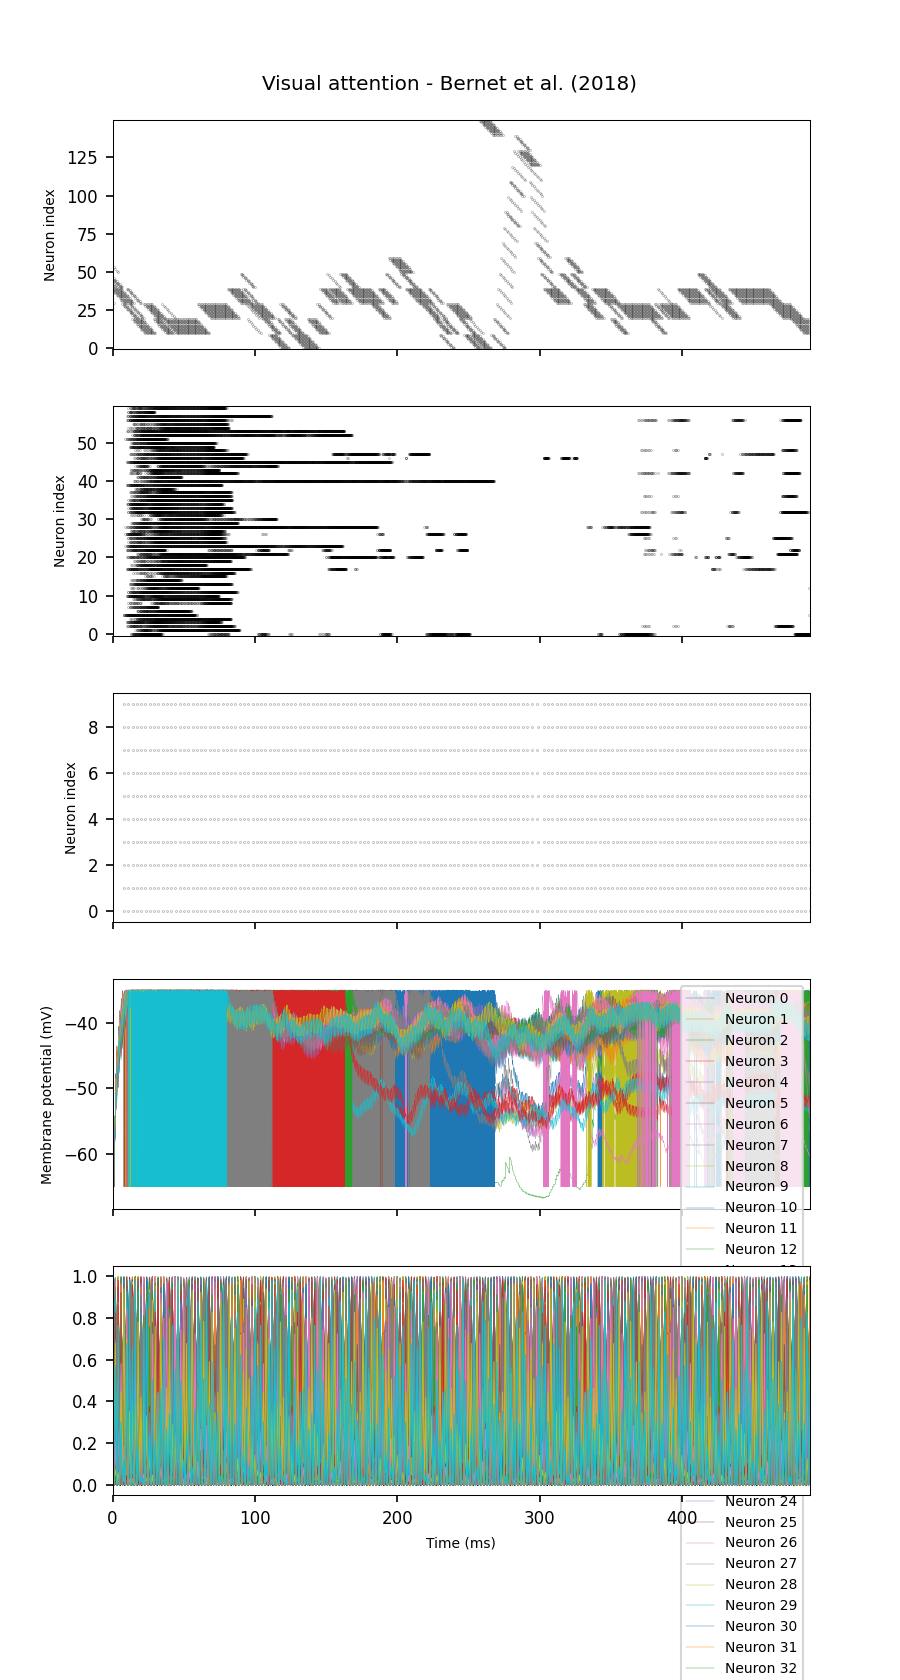 Visual attention - Bernet et al. (2018)
125
100
75
50
25
0
Neuron index
50
40
30
20
10
0
Neuron index
8
6
4
2
0
Neuron index
−40
−50
−60
Membrane potential (mV)
Neuron 0
Neuron 1
Neuron 2
Neuron 3
Neuron 4
Neuron 5
Neuron 6
Neuron 7
Neuron 8
Neuron 9
Neuron 10
Neuron 11
Neuron 12
1.0
0.8
0.6
0.4
0.2
0.0
0 100 200 300 400
Time (ms)
Neuron 24
Neuron 25
Neuron 26
Neuron 27
Neuron 28
Neuron 29
Neuron 30
Neuron 31
Neuron 32